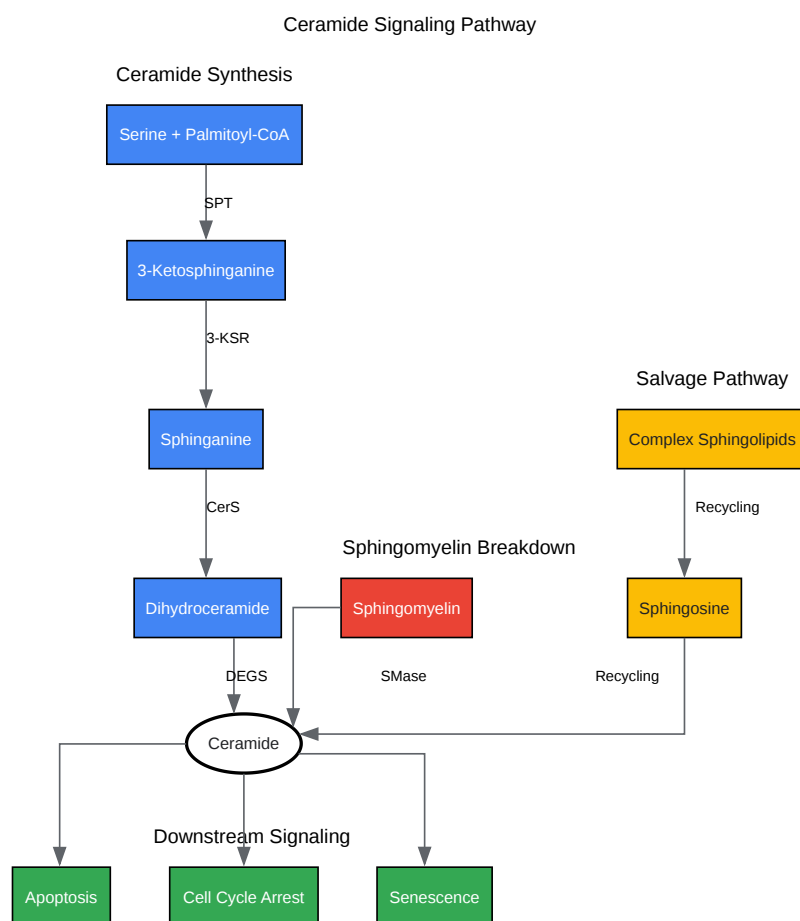 Ceramide Signaling Pathway
Ceramide Synthesis
Serine + Palmitoyl-CoA
SPT
3-Ketosphinganine
3-KSR
Salvage Pathway
Sphinganine
Complex Sphingolipids
CerS
Recycling
Sphingomyelin Breakdown
Dihydroceramide
Sphingomyelin
Sphingosine
DEGS
SMase
Recycling
Ceramide
Downstream Signaling
Apoptosis
Cell Cycle Arrest
Senescence